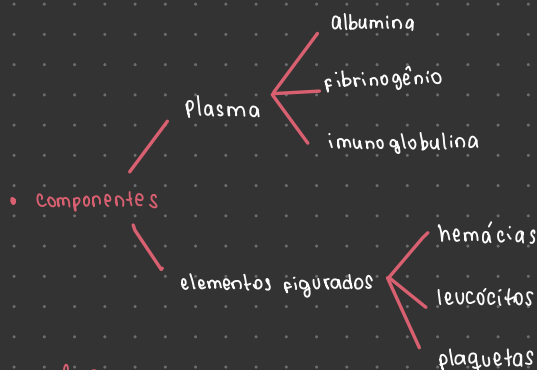 albumina
fibrinogênio
plasma
imunoglobulina
• componentes
hemácias
elementos figurados
leucócitos
plaquetas